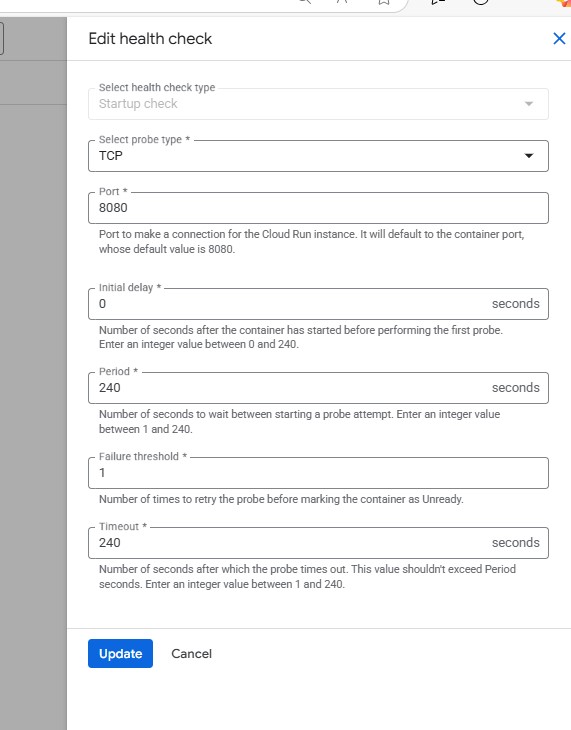 Edit health check
Select health check type
Startup check
Select probe type *
TCP
Port *
8080
Port to make a connection for the Cloud Run instance. It will default to the container port,
whose default value is 8080.
Initial delay *
0 seconds
Number of seconds after the container has started before performing the first probe.
Enter an integer value between 0 and 240.
Period *
240 seconds
Number of seconds to wait between starting a probe attempt. Enter an integer value
between 1 and 240.
Failure threshold *
1
Number of times to retry the probe before marking the container as Unready.
Timeout *
240 seconds
Number of seconds after which the probe times out. This value shouldn't exceed Period
seconds. Enter an integer value between 1 and 240.
Update Cancel